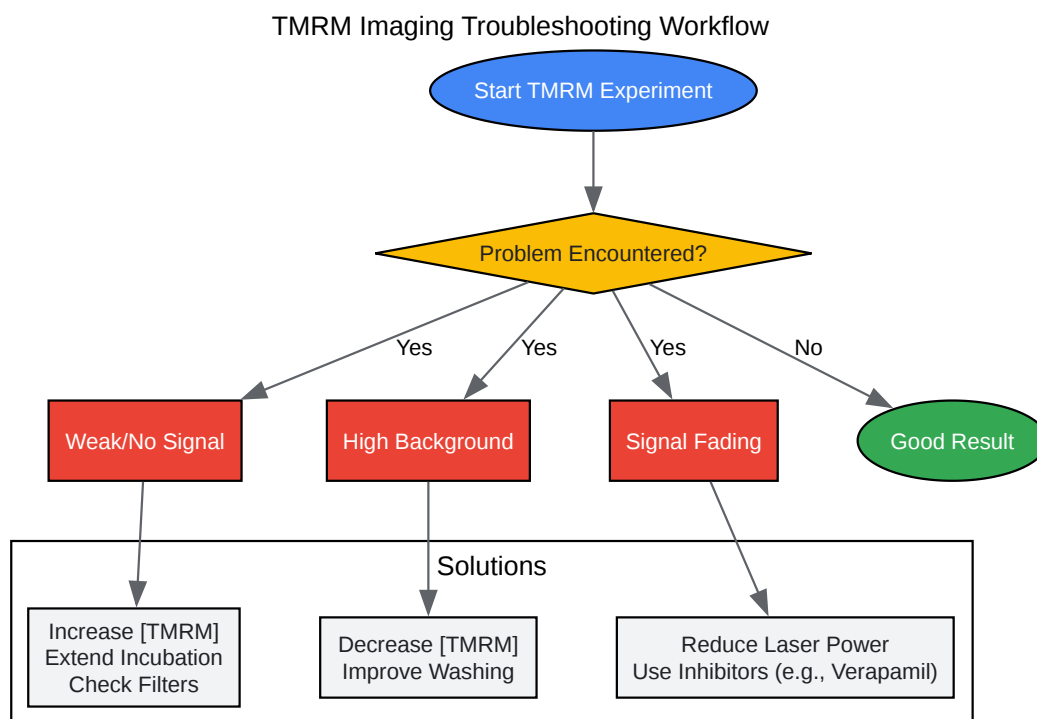 TMRM Imaging Troubleshooting Workflow
Start TMRM Experiment
Problem Encountered?
Yes
Yes
Yes
No
Weak/No Signal
High Background
Signal Fading
Good Result
Solutions
Increase [TMRM]
Extend Incubation
Check Filters
Decrease [TMRM]
Improve Washing
Reduce Laser Power
Use Inhibitors (e.g., Verapamil)